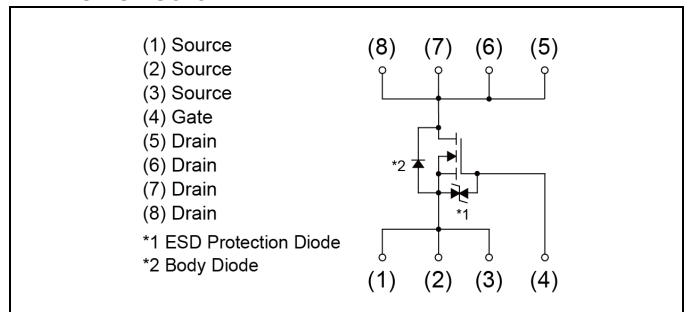 (1) Source
(2) Source
(3) Source
(4) Gate
(5) Drain
(6) Drain
(7) Drain
(8) Drain
*1 ESD Protection Diode
*2 Body Diode
(8) (7) (6) (5)
*2
*1
(1) (2) (3) (4)